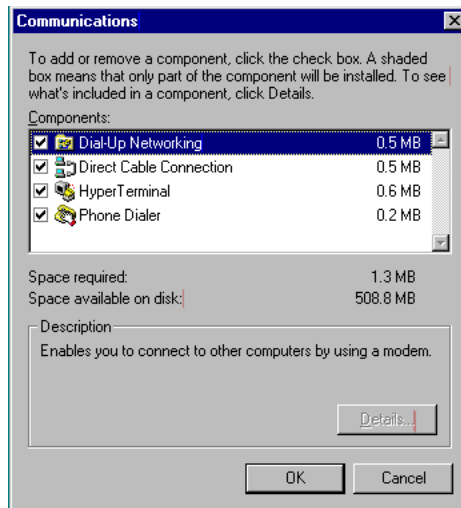 Communications
To add or remove a component, click the check box. A shaded
box means that only part of the component will be installed. To see
what's included in a component, click Details.
Components:
Dial-Up Networking 0.5 MB
Direct Cable Connection 0.5 MB
HyperTerminal 0.6 MB
Phone Dialer 0.2 MB
Space required: 1.3 MB
Space available on disk: 508.8 MB
Description
Enables you to connect to other computers by using a modem.
Details...
OK Cancel